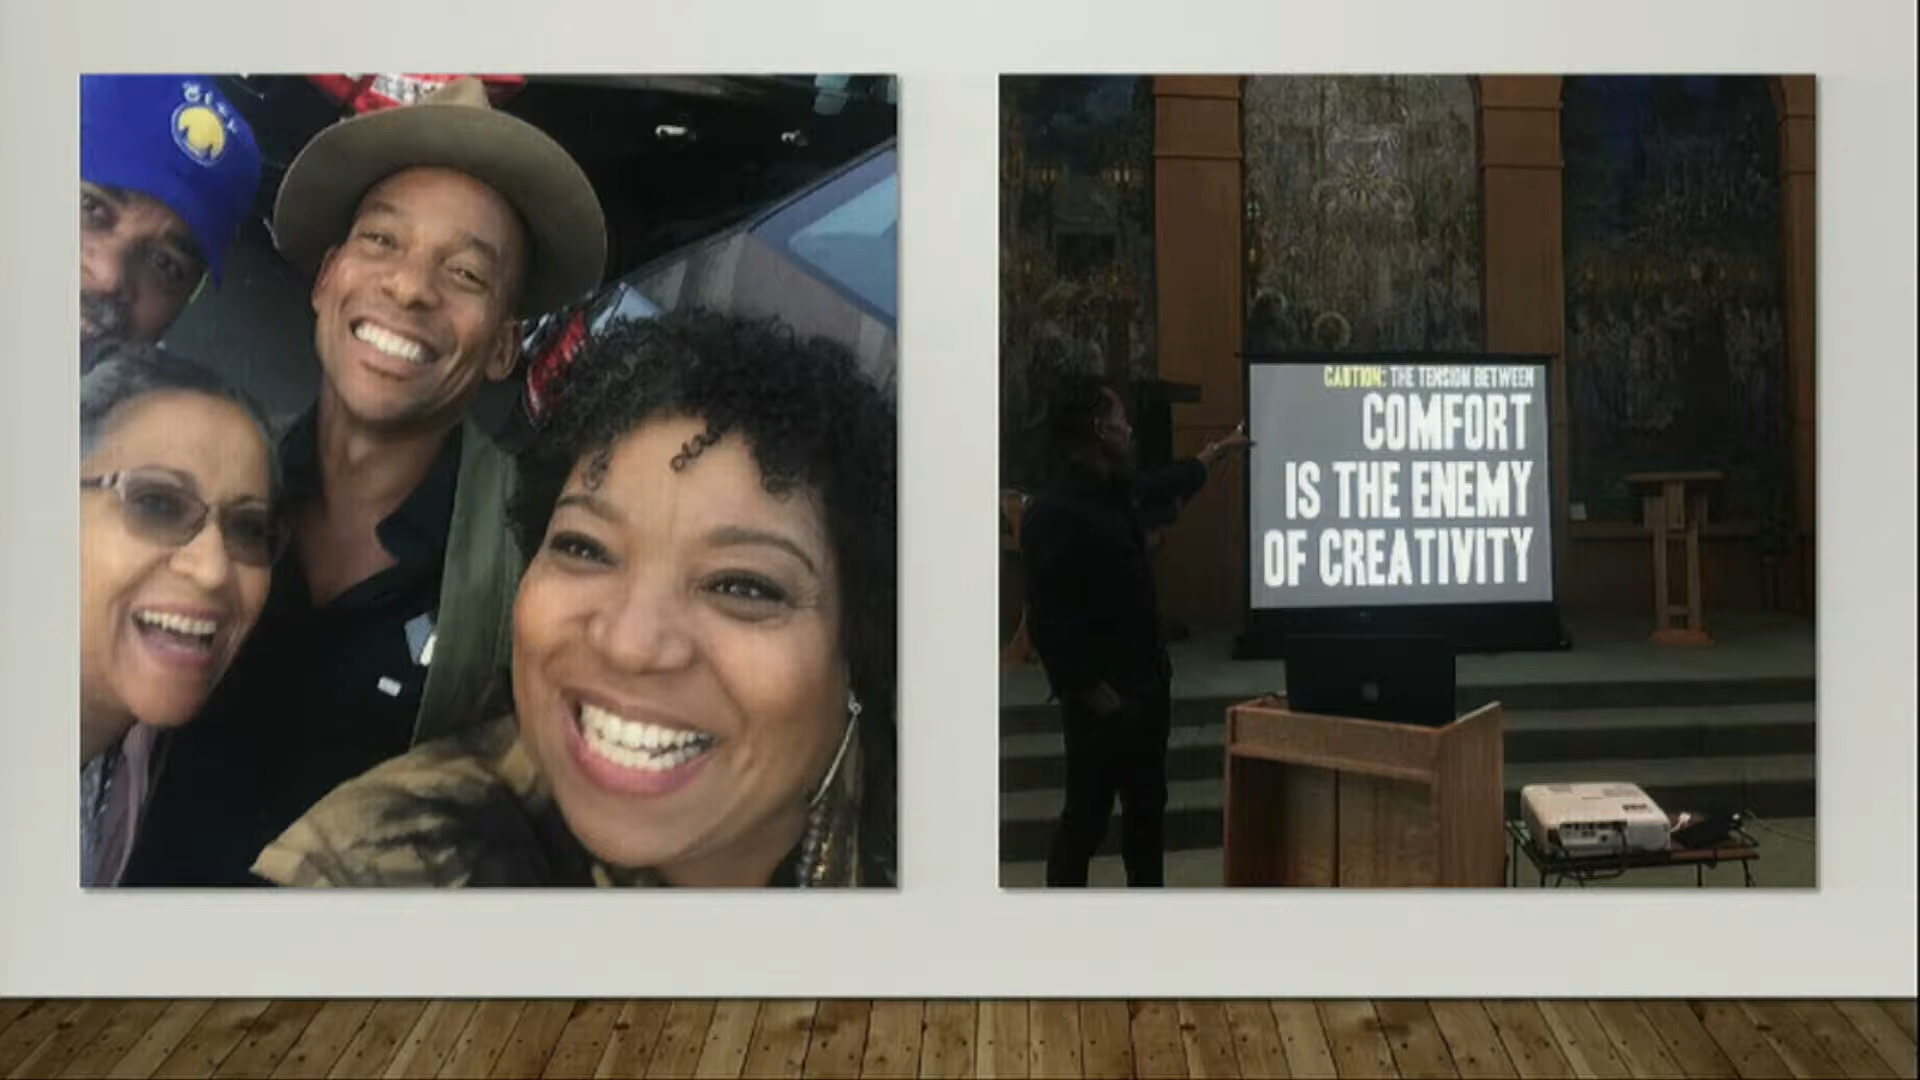 CAUTION: THE TENSION BETWEEN
COMFORT
IS THE ENEMY
OF CREATIVITY